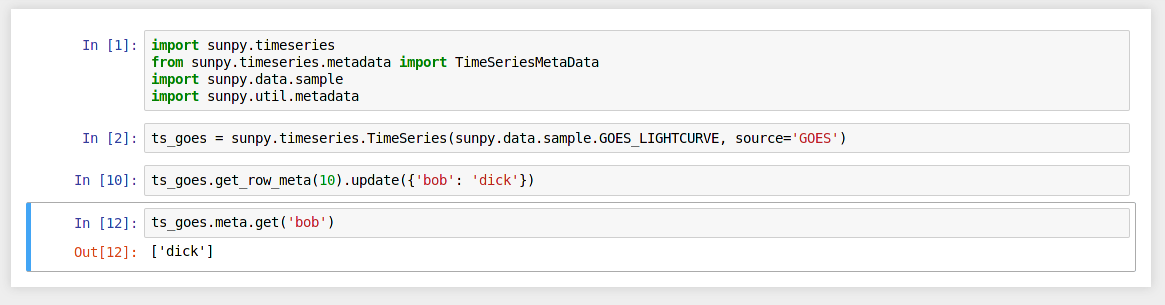 In [1]: import sunpy.timeseries
from sunpy.timeseries.metadata import TimeSeriesMetaData
import sunpy.data.sample
import sunpy.util.metadata
In [2]: ts_goes = sunpy.timeseries.TimeSeries(sunpy.data.sample.GOES_LIGHTCURVE, source='GOES')
In [10]: ts_goes.get_row_meta(10).update({'bob': 'dick'})
In [12]: ts_goes.meta.get('bob')
Out[12]: ['dick']